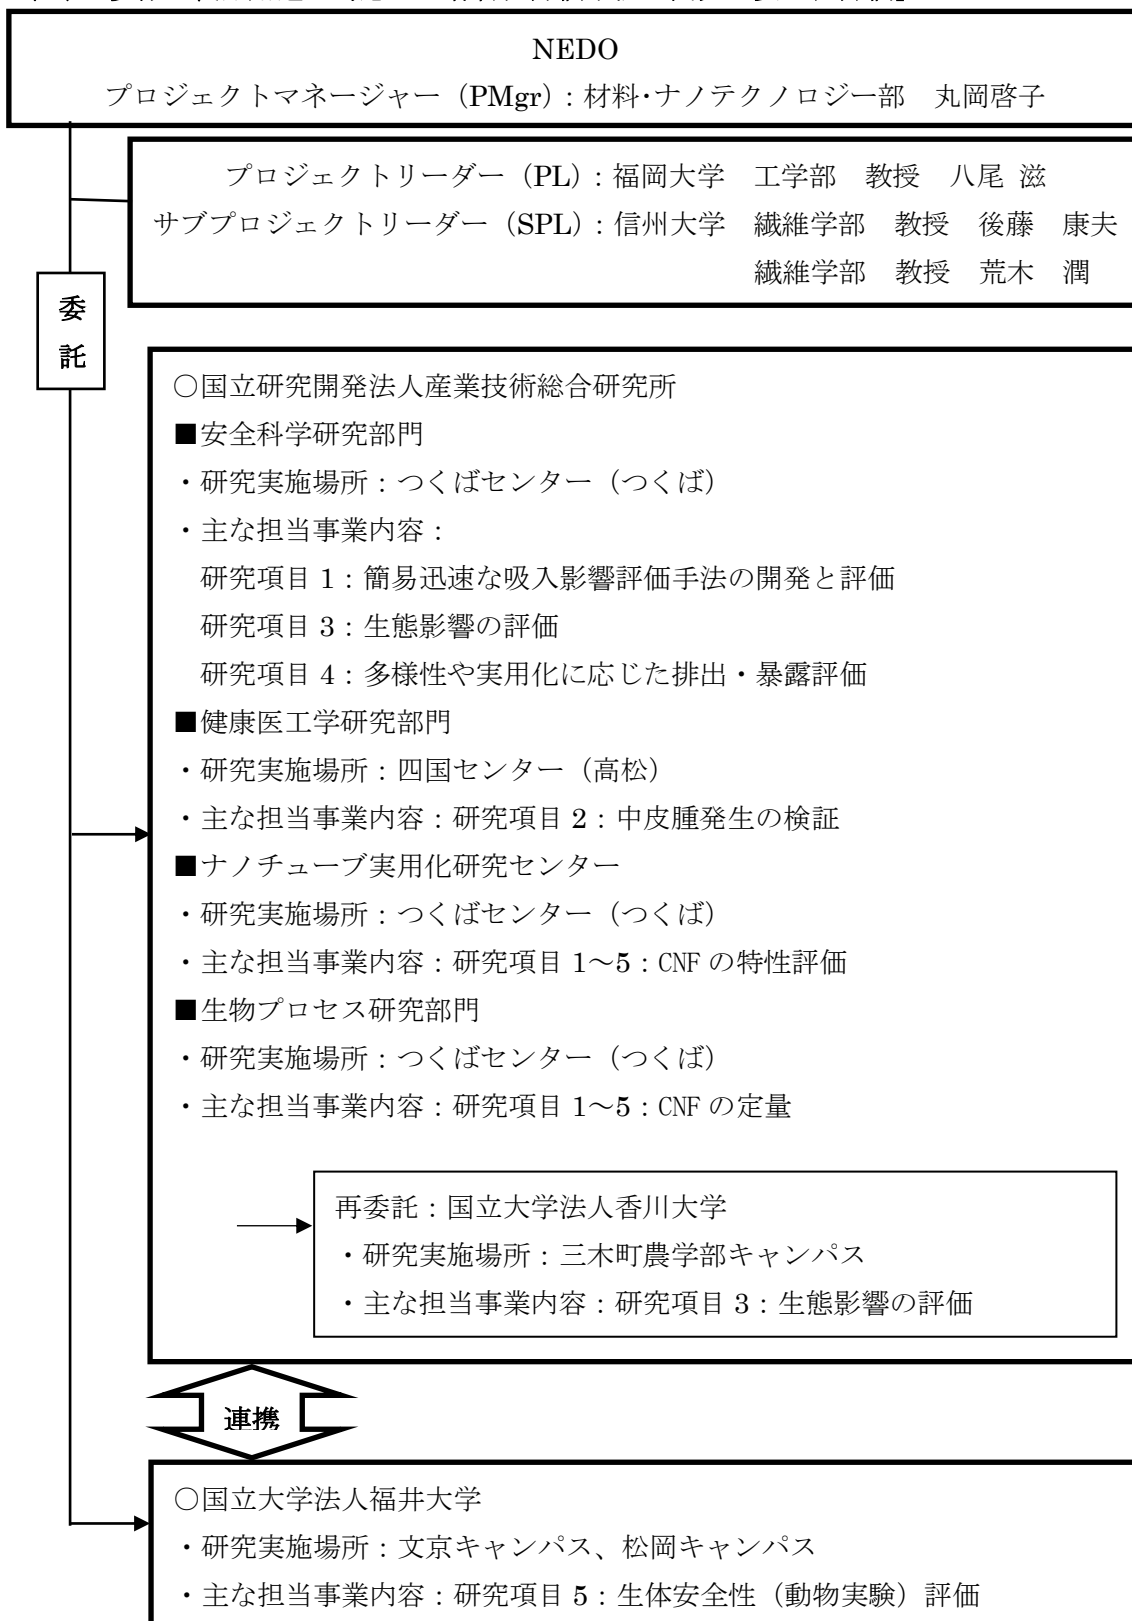 NEDO
プロジェクトマネージャー（PMgr）：材料・ナノテクノロジー部　丸岡啓子
プロジェクトリーダー（PL）：福岡大学　工学部　教授　八尾 滋
サブプロジェクトリーダー（SPL）：信州大学　繊維学部　教授　後藤　康夫
繊維学部　教授　荒木　潤
委
託
○国立研究開発法人産業技術総合研究所
■安全科学研究部門
・研究実施場所：つくばセンター（つくば）
・主な担当事業内容：
研究項目 1：簡易迅速な吸入影響評価手法の開発と評価
研究項目 3：生態影響の評価
研究項目 4：多様性や実用化に応じた排出・暴露評価
■健康医工学研究部門
・研究実施場所：四国センター（高松）
・主な担当事業内容：研究項目 2：中皮腫発生の検証
■ナノチューブ実用化研究センター
・研究実施場所：つくばセンター（つくば）
・主な担当事業内容：研究項目 1～5：CNF の特性評価
■生物プロセス研究部門
・研究実施場所：つくばセンター（つくば）
・主な担当事業内容：研究項目 1～5：CNF の定量
再委託：国立大学法人香川大学
・研究実施場所：三木町農学部キャンパス
・主な担当事業内容：研究項目 3：生態影響の評価
連携
○国立大学法人福井大学
・研究実施場所：文京キャンパス、松岡キャンパス
・主な担当事業内容：研究項目 5：生体安全性（動物実験）評価